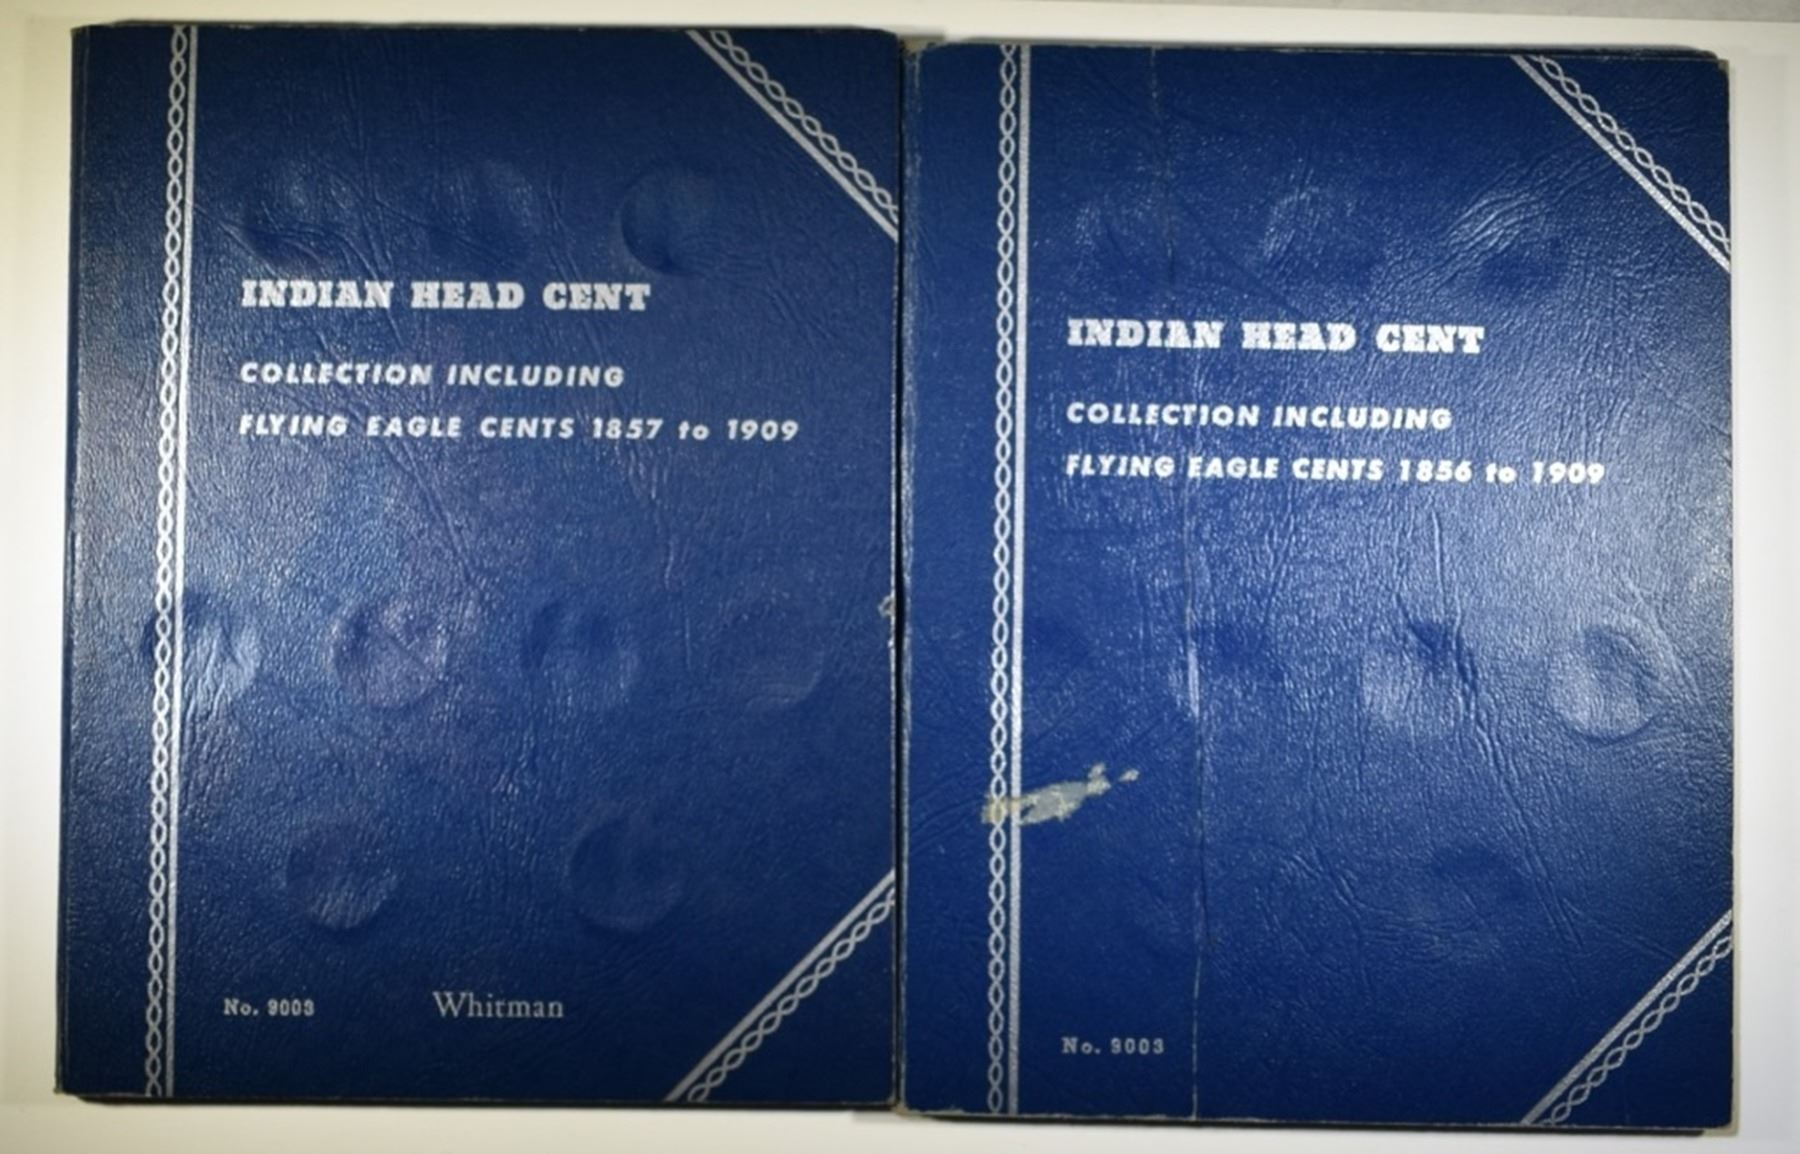 INDIAN HEAD CENT
COLLECTION INCLUDING
FLYING EAGLE CENTS 1857 to 1909
No. 9003
Whitman
INDIAN HEAD CENT
COLLECTION INCLUDING
FLYING EAGLE CENTS 1856 to 1909
No. 9003